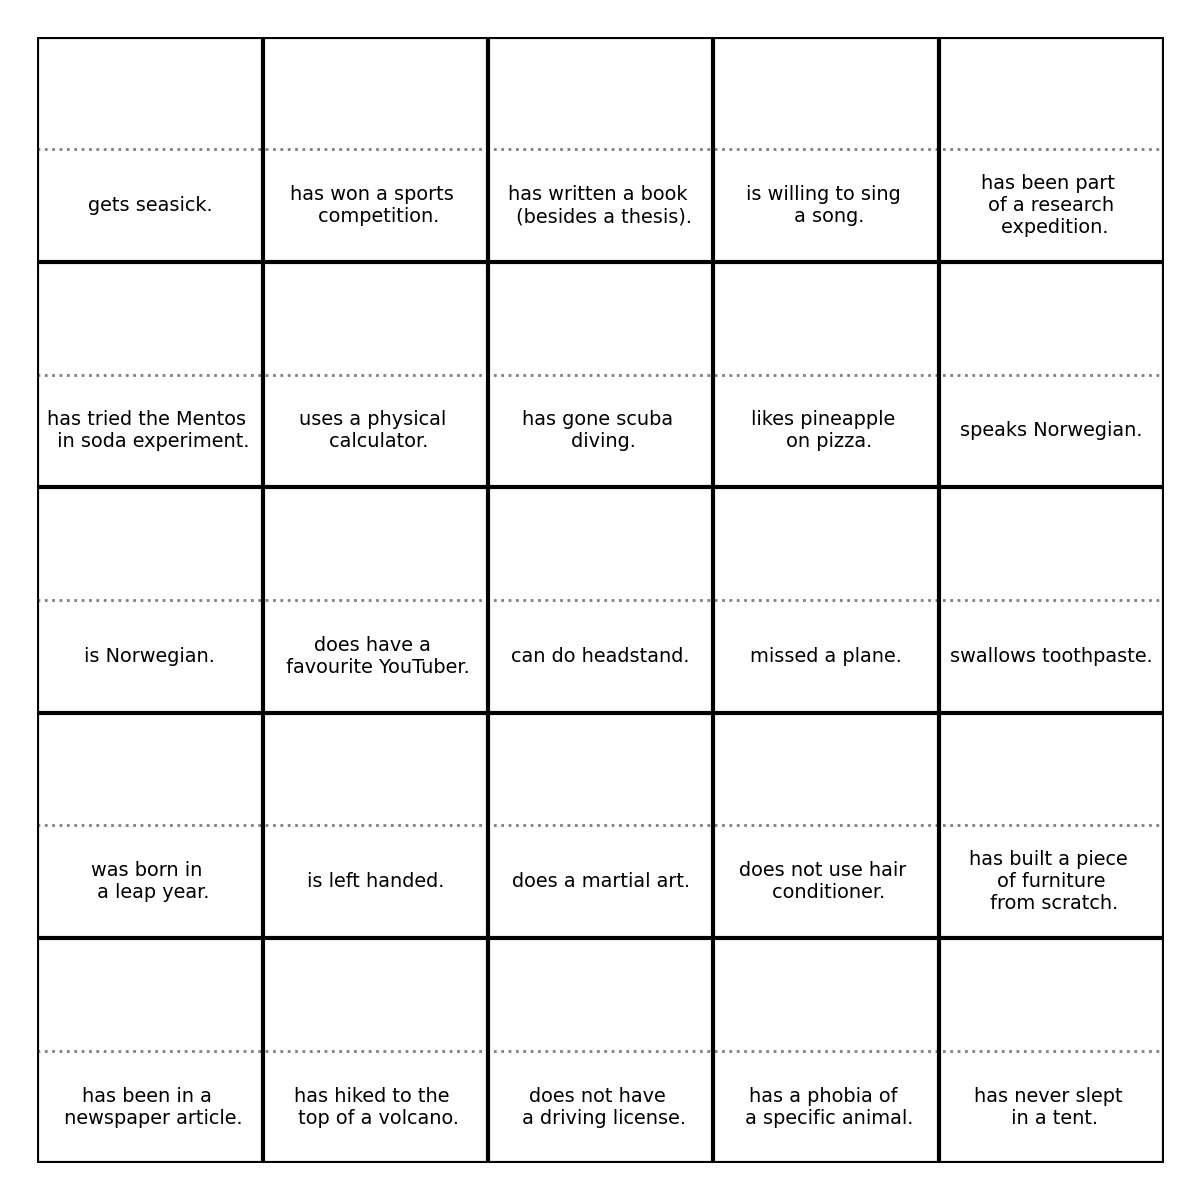 gets seasick.
has won a sports
competition.
has written a book
(besides a thesis).
is willing to sing
a song.
has been part
of a research
expedition.
has tried the Mentos
in soda experiment.
uses a physical
calculator.
has gone scuba
diving.
likes pineapple
on pizza.
speaks Norwegian.
is Norwegian.
does have a
favourite YouTuber.
can do headstand.
missed a plane.
swallows toothpaste.
was born in
a leap year.
is left handed.
does a martial art.
does not use hair
conditioner.
has built a piece
of furniture
from scratch.
has been in a
newspaper article.
has hiked to the
top of a volcano.
does not have
a driving license.
has a phobia of
a specific animal.
has never slept
in a tent.